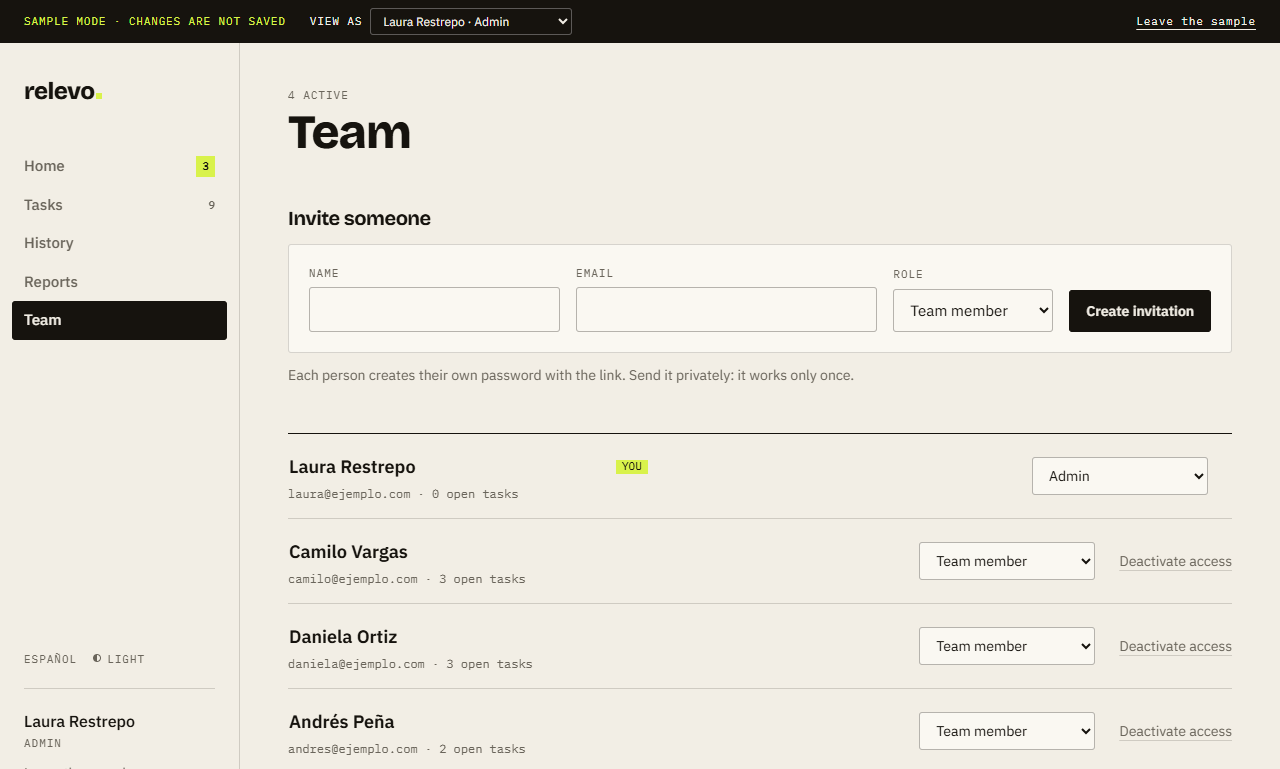 SAMPLE MODE · CHANGES ARE NOT SAVED VIEW AS Laura Restrepo · Admin Leave the sample
relevo.
Home 3
Tasks 9
History
Reports
Team
ESPAÑOL LIGHT
Laura Restrepo
ADMIN
4 ACTIVE
Team
Invite someone
NAME EMAIL ROLE
Team member Create invitation
Each person creates their own password with the link. Send it privately: it works only once.
Laura Restrepo YOU Admin
laura@ejemplo.com · 0 open tasks
Camilo Vargas Team member Deactivate access
camilo@ejemplo.com · 3 open tasks
Daniela Ortiz Team member Deactivate access
daniela@ejemplo.com · 3 open tasks
Andrés Peña Team member Deactivate access
andres@ejemplo.com · 2 open tasks